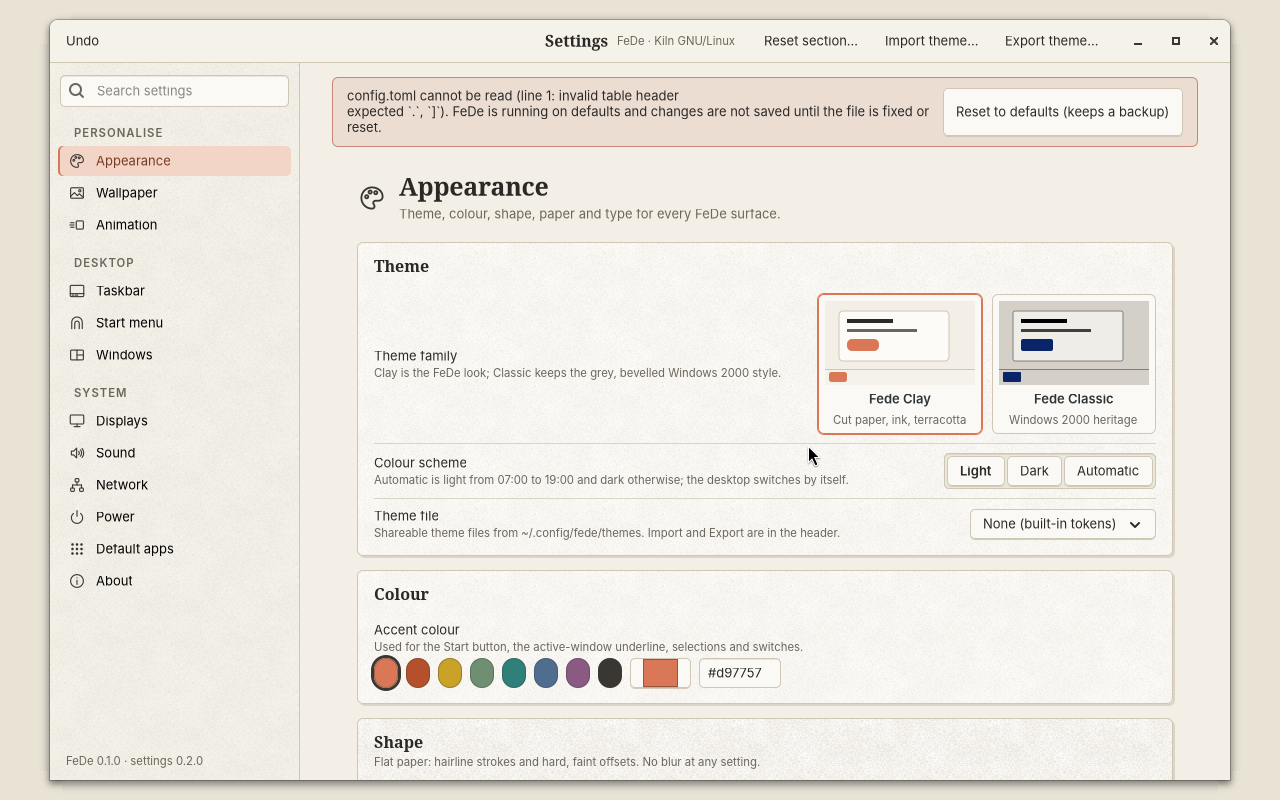 Undo
Settings FeDe · Kiln GNU/Linux
Reset section...
Import theme...
Export theme...
Search settings
PERSONALISE
Appearance
Wallpaper
Animation
DESKTOP
Taskbar
Start menu
Windows
SYSTEM
Displays
Sound
Network
Power
Default apps
About
FeDe 0.1.0 · settings 0.2.0
config.toml cannot be read (line 1: invalid table header
expected `.`, `]`). FeDe is running on defaults and changes are not saved until the file is fixed or
reset.
Reset to defaults (keeps a backup)
Appearance
Theme, colour, shape, paper and type for every FeDe surface.
Theme
Theme family
Clay is the FeDe look; Classic keeps the grey, bevelled Windows 2000 style.
Fede Clay
Cut paper, ink, terracotta
Fede Classic
Windows 2000 heritage
Colour scheme
Automatic is light from 07:00 to 19:00 and dark otherwise; the desktop switches by itself.
Light
Dark
Automatic
Theme file
Shareable theme files from ~/.config/fede/themes. Import and Export are in the header.
None (built-in tokens)
Colour
Accent colour
Used for the Start button, the active-window underline, selections and switches.
#d97757
Shape
Flat paper: hairline strokes and hard, faint offsets. No blur at any setting.